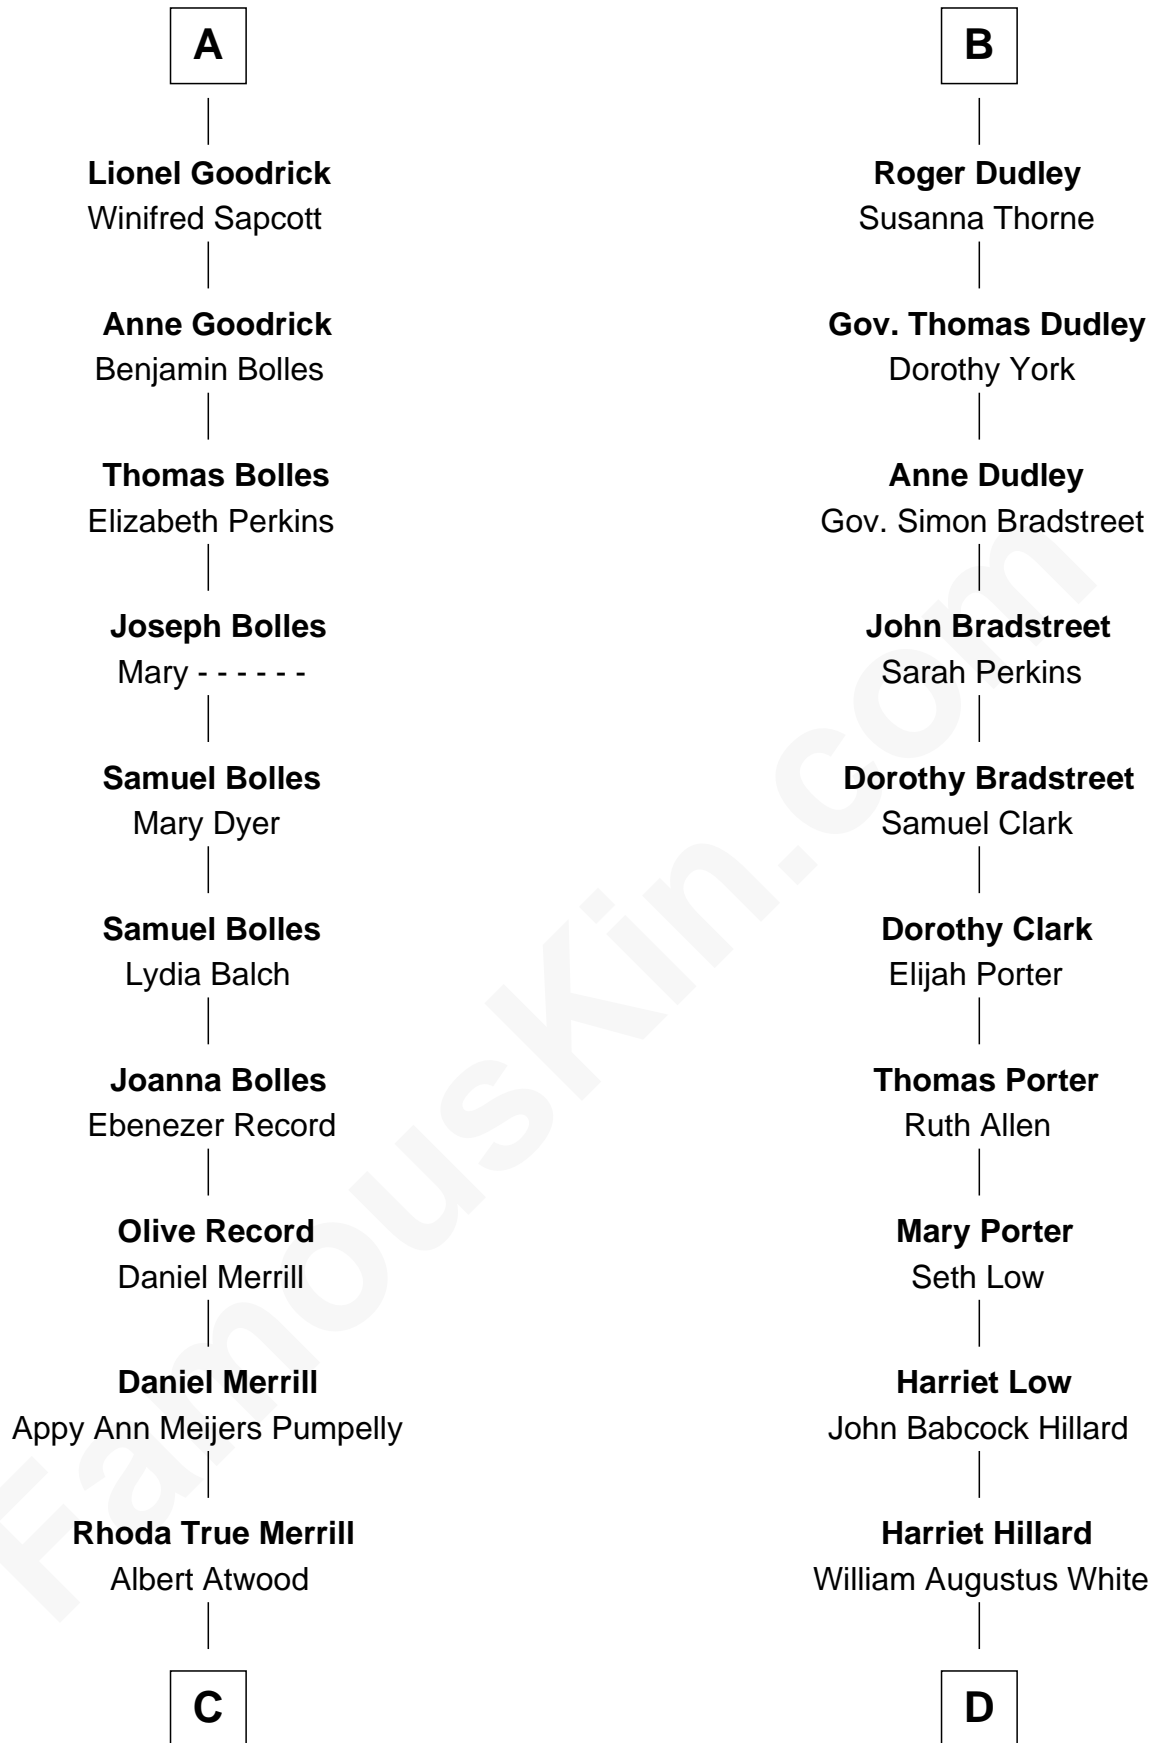 A
Lionel Goodrick
Winifred Sapcott
Anne Goodrick
Benjamin Bolles
Thomas Bolles
Elizabeth Perkins
Joseph Bolles
Mary - - - - - -
Samuel Bolles
Mary Dyer
Samuel Bolles
Lydia Balch
Joanna Bolles
Ebenezer Record
Olive Record
Daniel Merrill
Daniel Merrill
Appy Ann Meijers Pumpelly
Rhoda True Merrill
Albert Atwood
C
B
Roger Dudley
Susanna Thorne
Gov. Thomas Dudley
Dorothy York
Anne Dudley
Gov. Simon Bradstreet
John Bradstreet
Sarah Perkins
Dorothy Bradstreet
Samuel Clark
Dorothy Clark
Elijah Porter
Thomas Porter
Ruth Allen
Mary Porter
Seth Low
Harriet Low
John Babcock Hillard
Harriet Hillard
William Augustus White
D
FamousKin.com